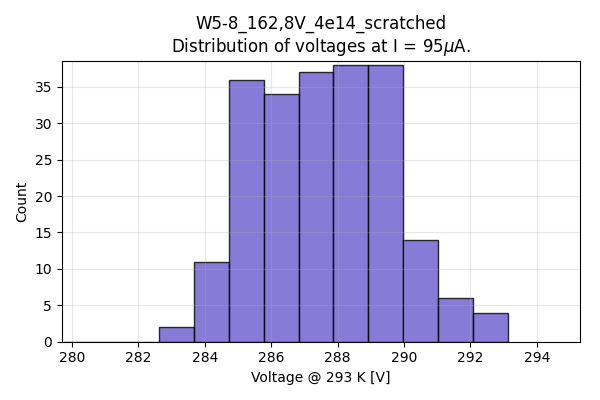 W5-8_162,8V_4e14_scratched
Distribution of voltages at I = 95μA.
35
30
25
20
15
10
5
0
Count
280 282 284 286 288 290 292 294
Voltage @ 293 K [V]